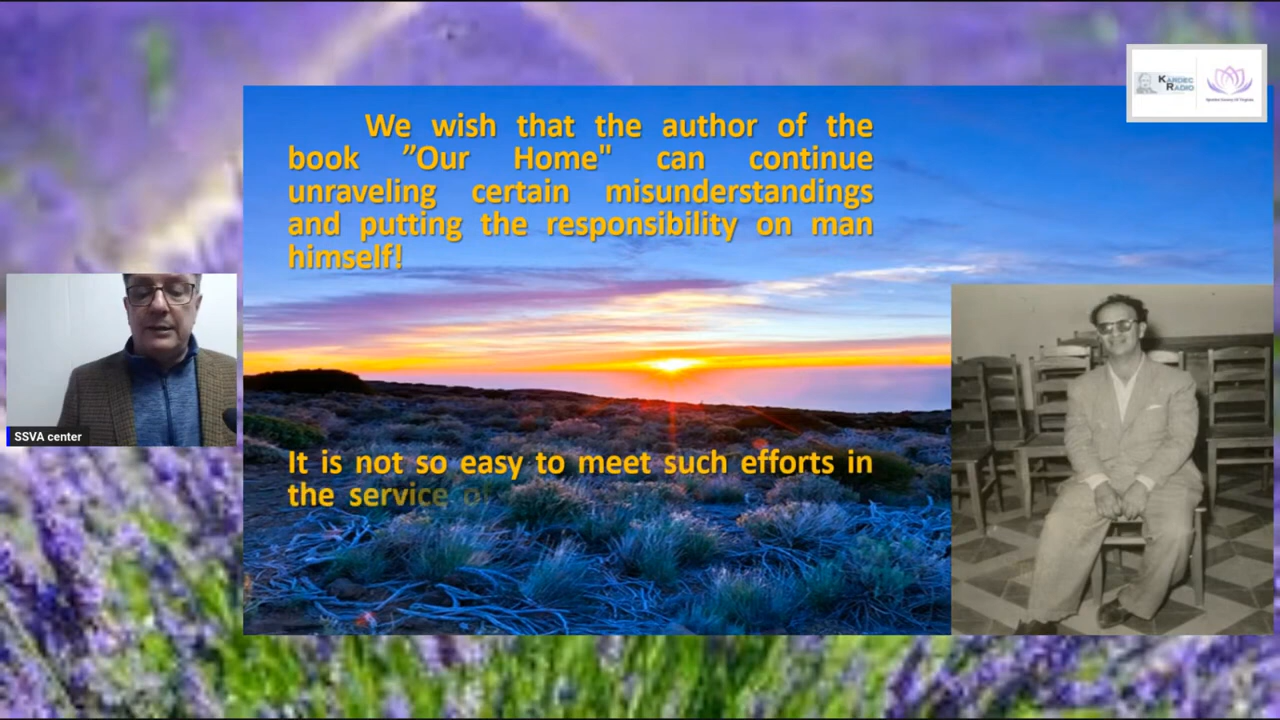 We wish that the author of the
book ”Our Home" can continue
unraveling certain misunderstandings
and putting the responsibility on man
himself!
It is not so easy to meet such efforts in
the service of
SSVA center
KARDEC
RADIO